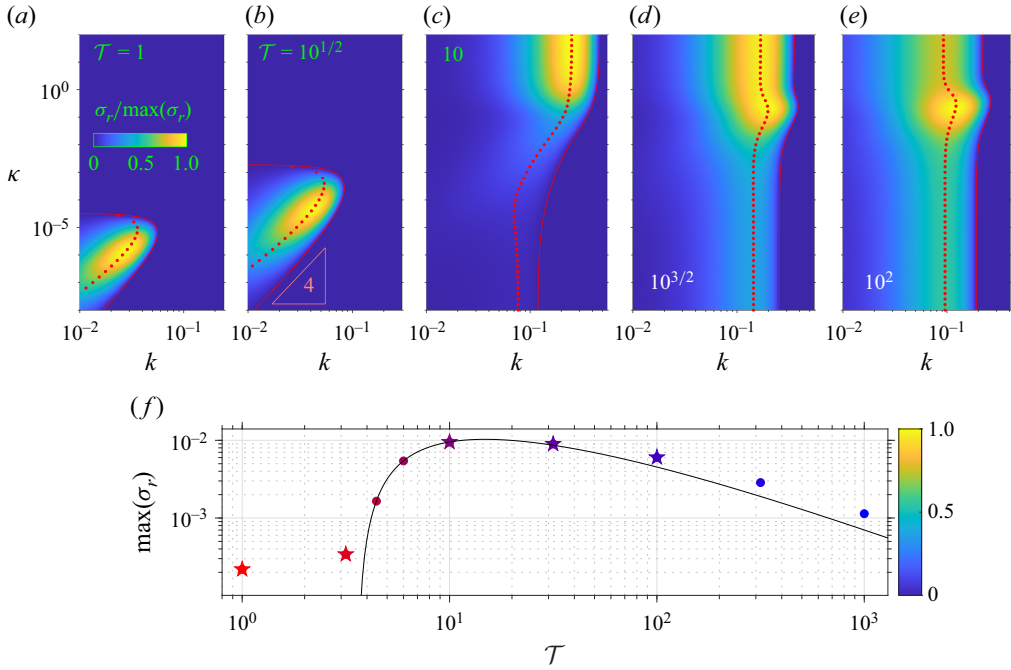 (a) (b) (c) (d) (e)
𝒯 = 1 𝒯 = 10^{1/2} 10
σ_r/max(σ_r)
0 0.5 1.0
10^0
κ
10^{−5}
4 10^{3/2} 10^2
10^{−2} 10^{−1} 10^{−2} 10^{−1} 10^{−2} 10^{−1} 10^{−2} 10^{−1} 10^{−2} 10^{−1}
k k k k k
(f)
10^{−2} 1.0
max(σ_r) 0.5
10^{−3}
0
10^0 10^1 10^2 10^3
𝒯